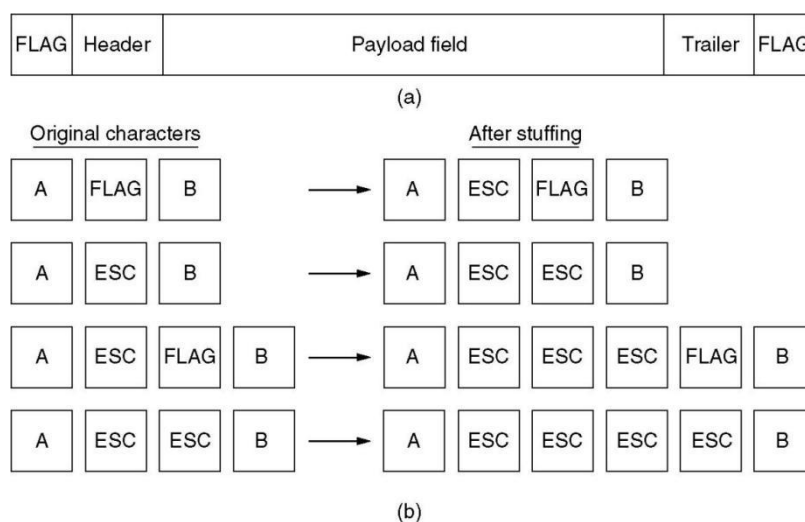 FLAG Header Payload field Trailer FLAG
(a)
Original characters After stuffing
A FLAG B A ESC FLAG B
A ESC B A ESC ESC B
A ESC FLAG B A ESC ESC ESC FLAG B
A ESC ESC B A ESC ESC ESC ESC B
(b)